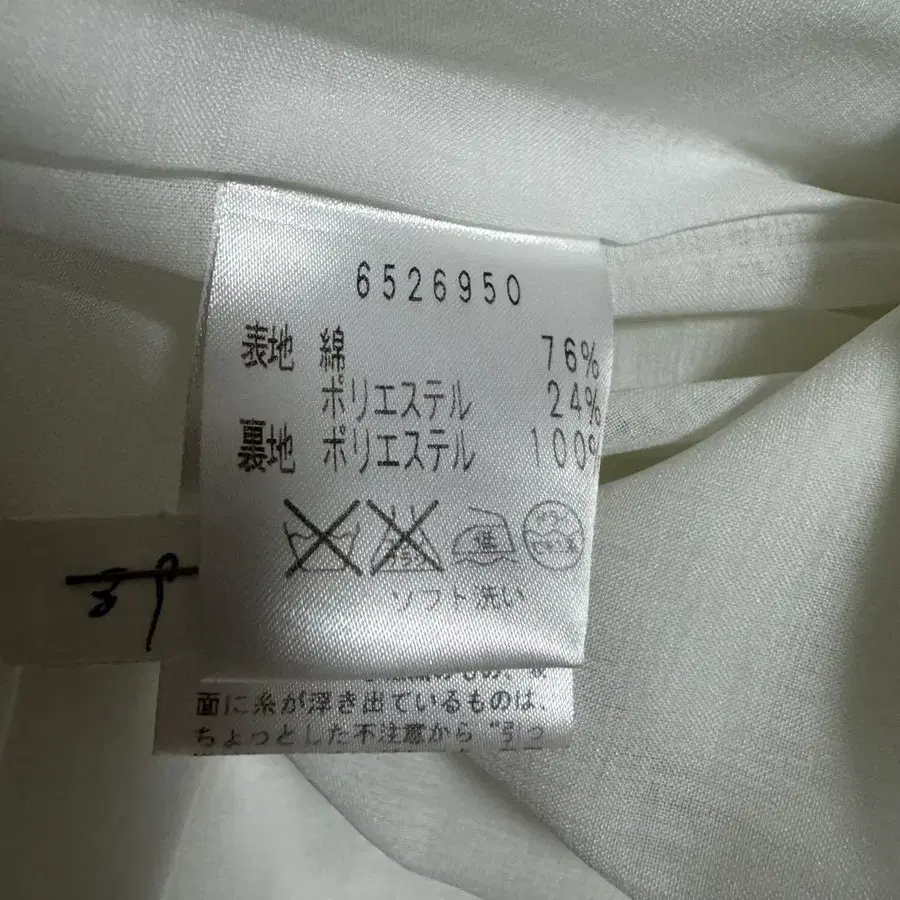 6526950
表地 綿 76%
ポリエステル 24%
裏地 ポリエステル 100%
低
ソフト洗い
面に糸が浮き出ているものは、
ちょっとした不注意から “引っ